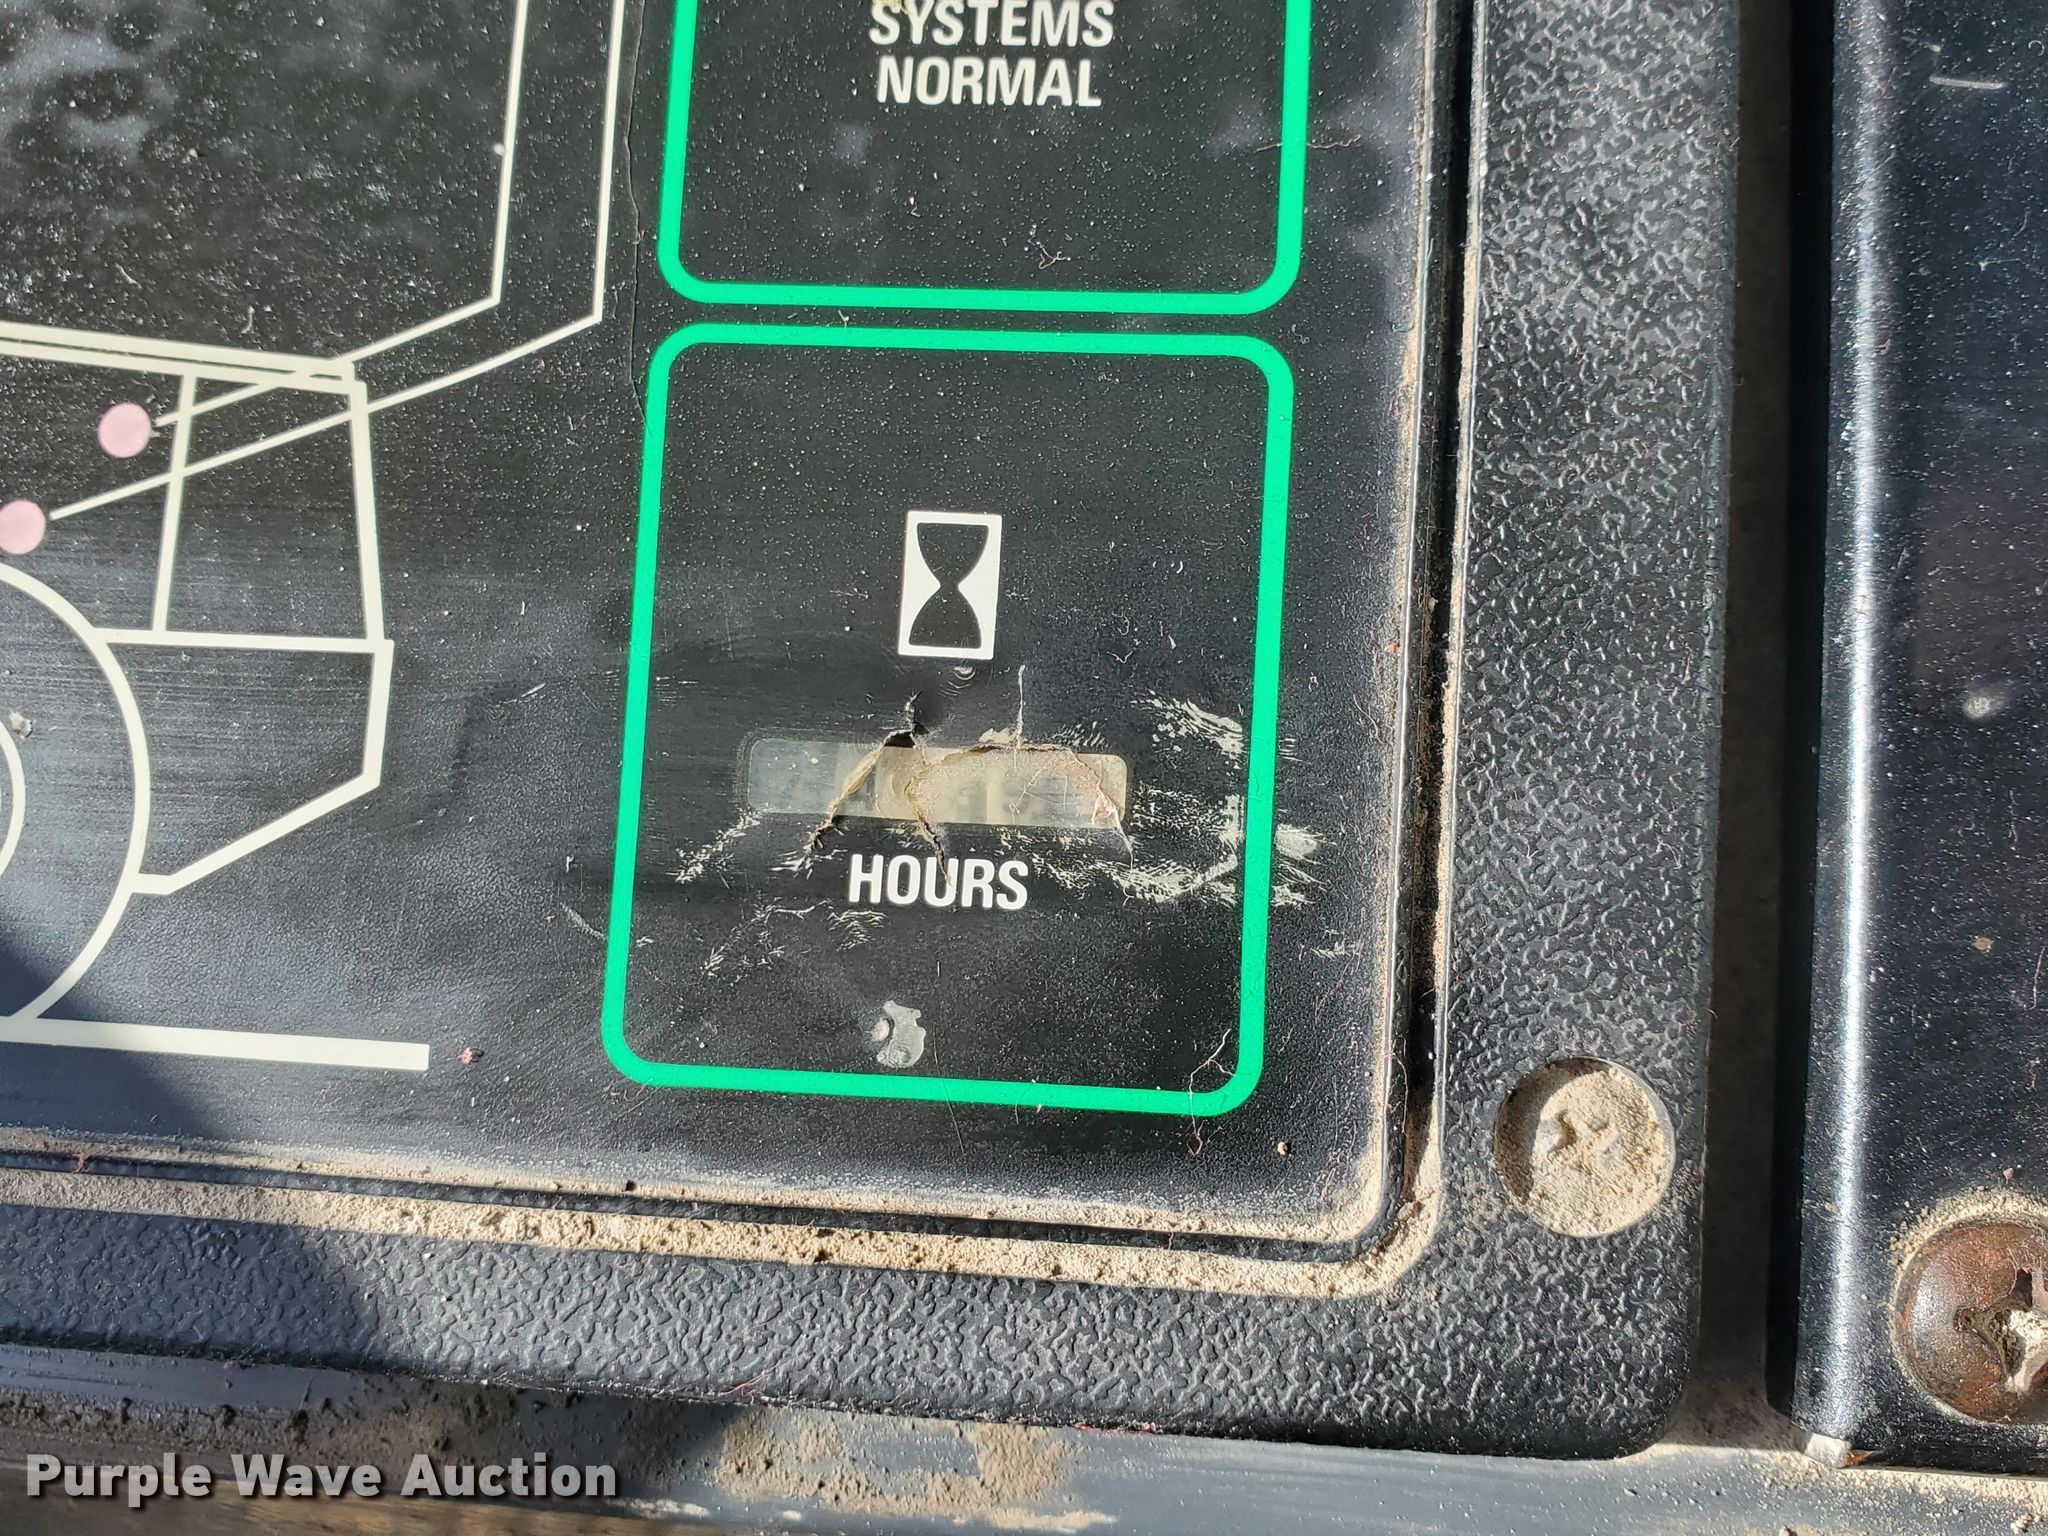 SYSTEMS
NORMAL
HOURS
Purple Wave Auction